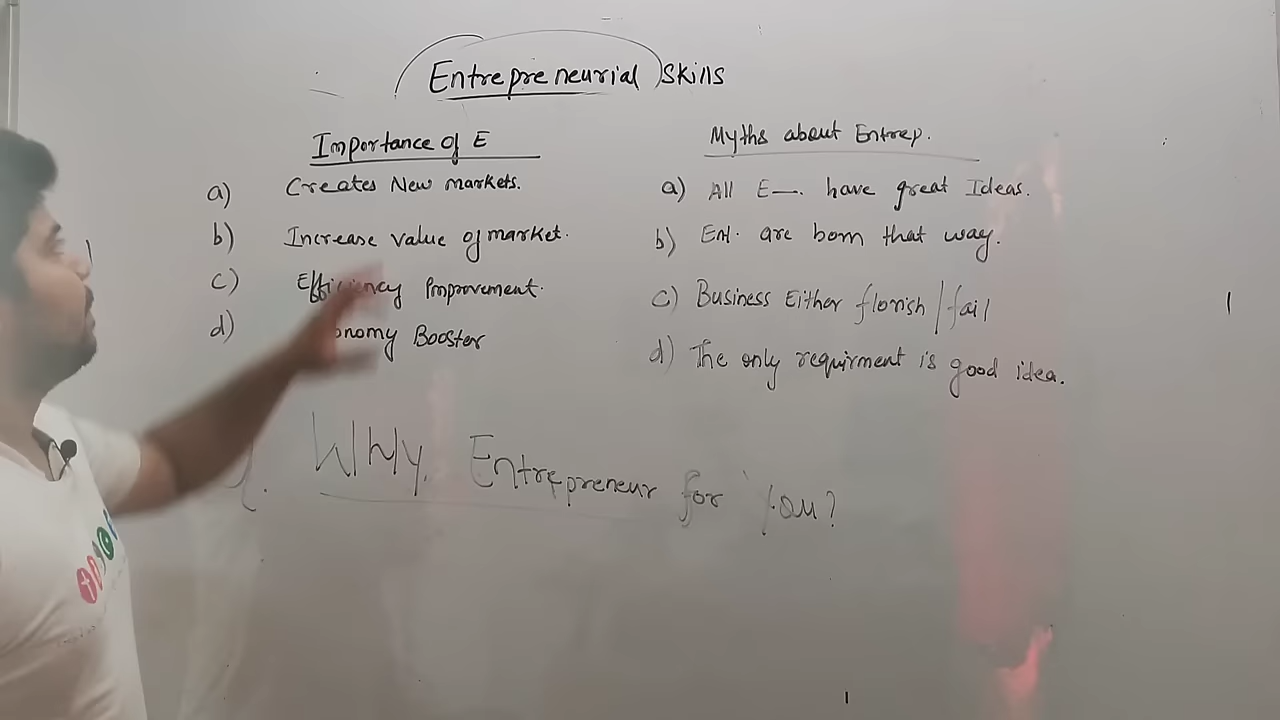 Entrepreneurial Skills
Importance of E
a) Creates New markets.
b) Increase value of market.
c) Efficiency Improvement.
d) Booster
Myths about Entrep.
a) All E—. have great Ideas.
b) Ent. are born that way.
c) Business Either florish / fail
d) The only requirment is good idea.
WHY. Entrepreneur for You?